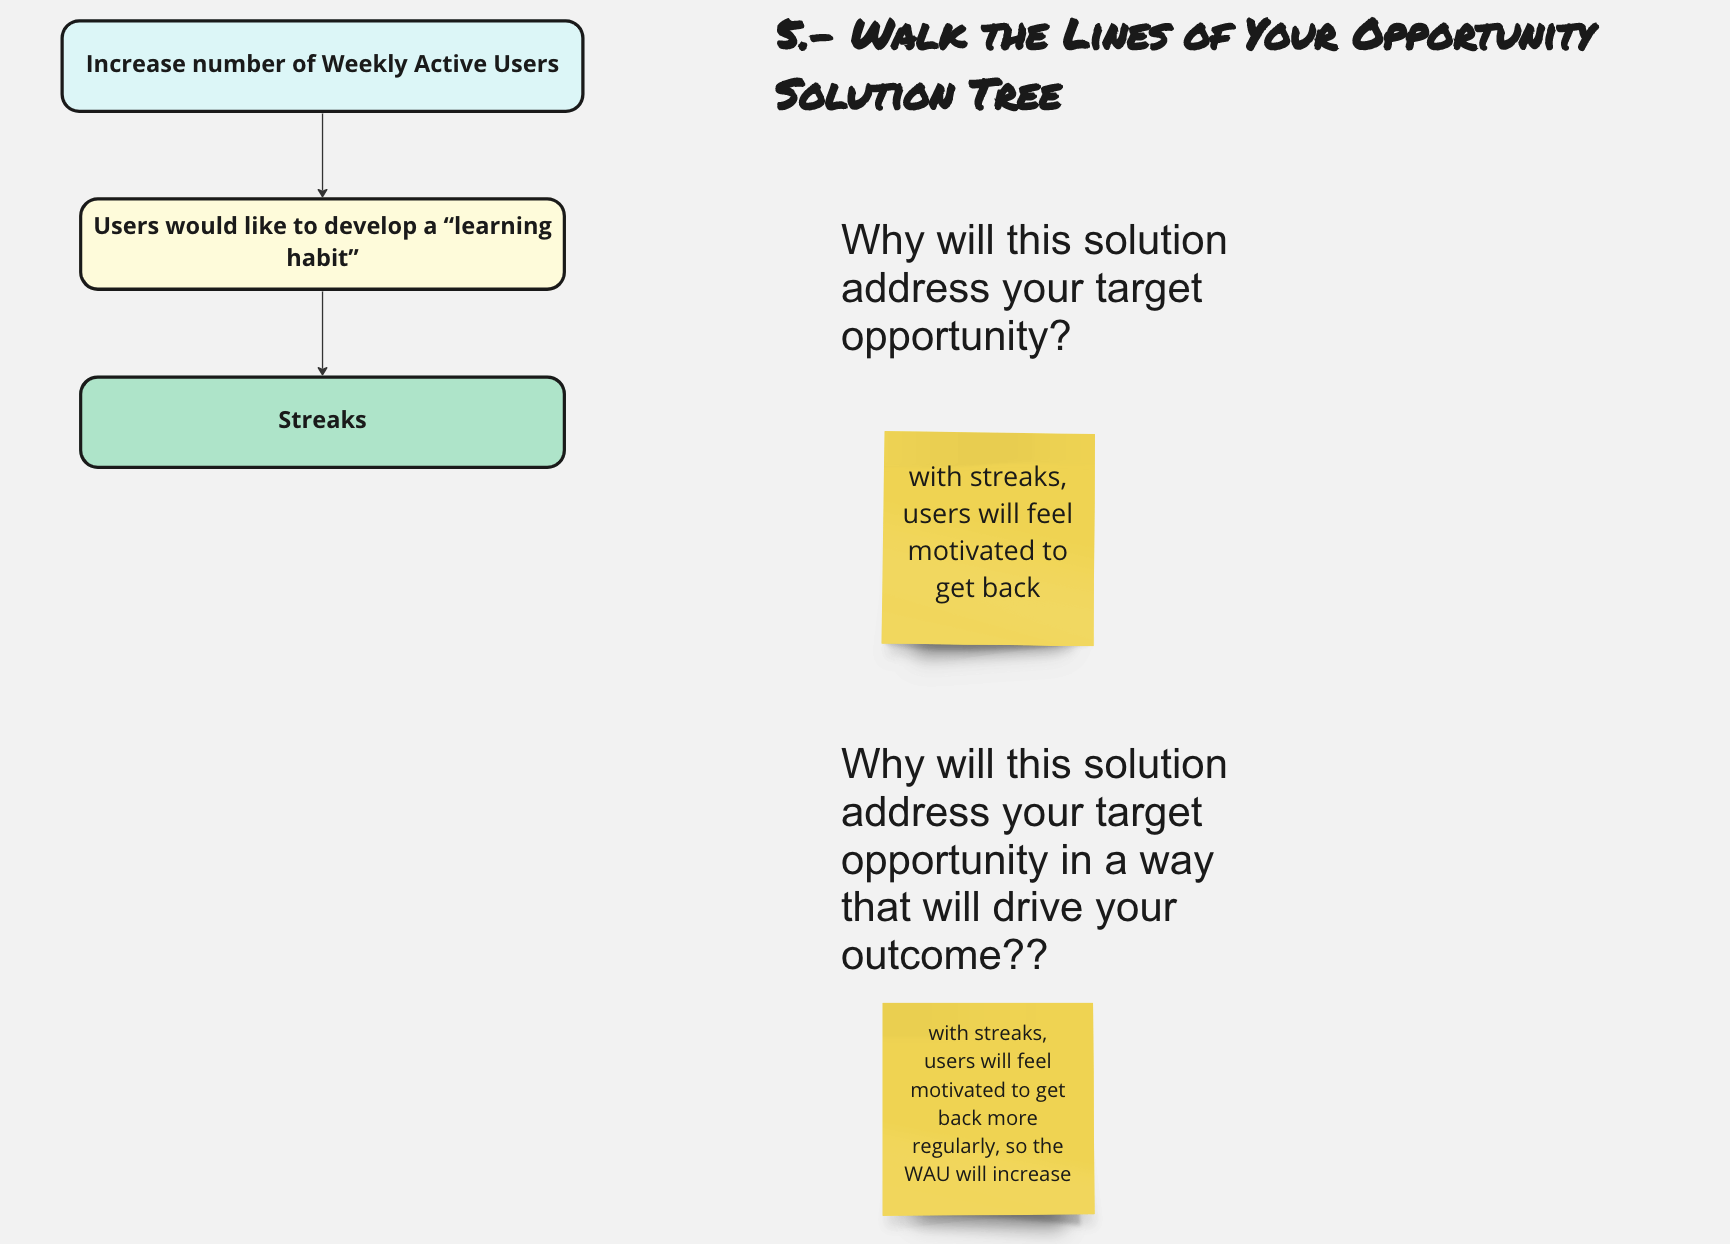 Increase number of Weekly Active Users
Users would like to develop a “learning
habit”
Streaks
5.- Walk the Lines of Your Opportunity
Solution Tree
Why will this solution
address your target
opportunity?
with streaks,
users will feel
motivated to
get back
Why will this solution
address your target
opportunity in a way
that will drive your
outcome??
with streaks,
users will feel
motivated to get
back more
regularly, so the
WAU will increase